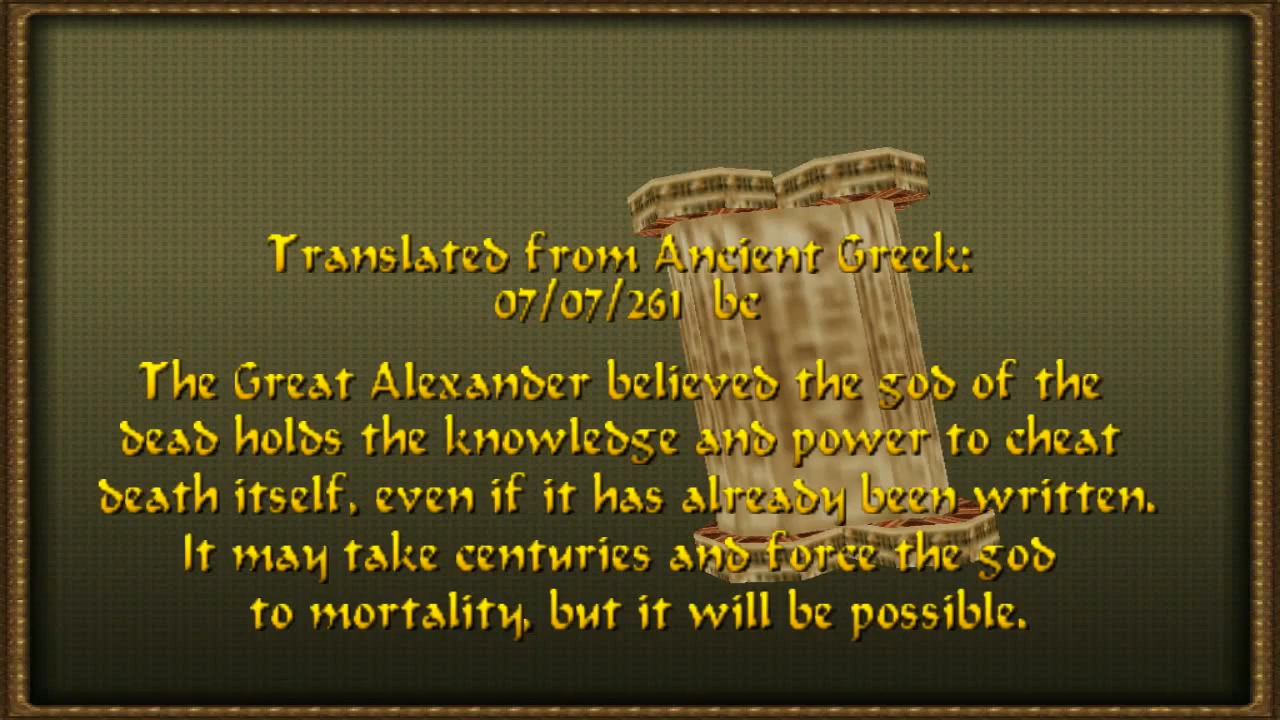 Translated from Ancient Greek:
07/07/261 bc
The Great Alexander believed the god of the
dead holds the knowledge and power to cheat
death itself, even if it has already been written.
It may take centuries and force the god
to mortality, but it will be possible.